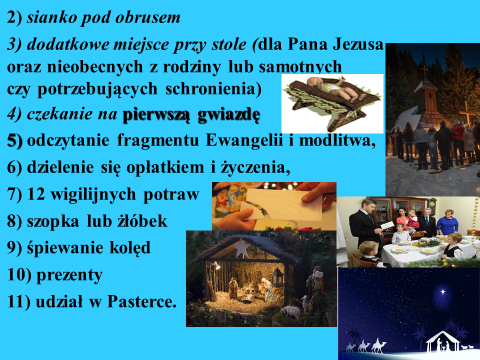 2) sianko pod obrusem
3) dodatkowe miejsce przy stole (dla Pana Jezusa
oraz nieobecnych z rodziny lub samotnych
czy potrzebujących schronienia)
4) czekanie na pierwszą gwiazdę
5) odczytanie fragmentu Ewangelii i modlitwa,
6) dzielenie się opłatkiem i życzenia,
7) 12 wigilijnych potraw
8) szopka lub żłóbek
9) śpiewanie kolęd
10) prezenty
11) udział w Pasterce.